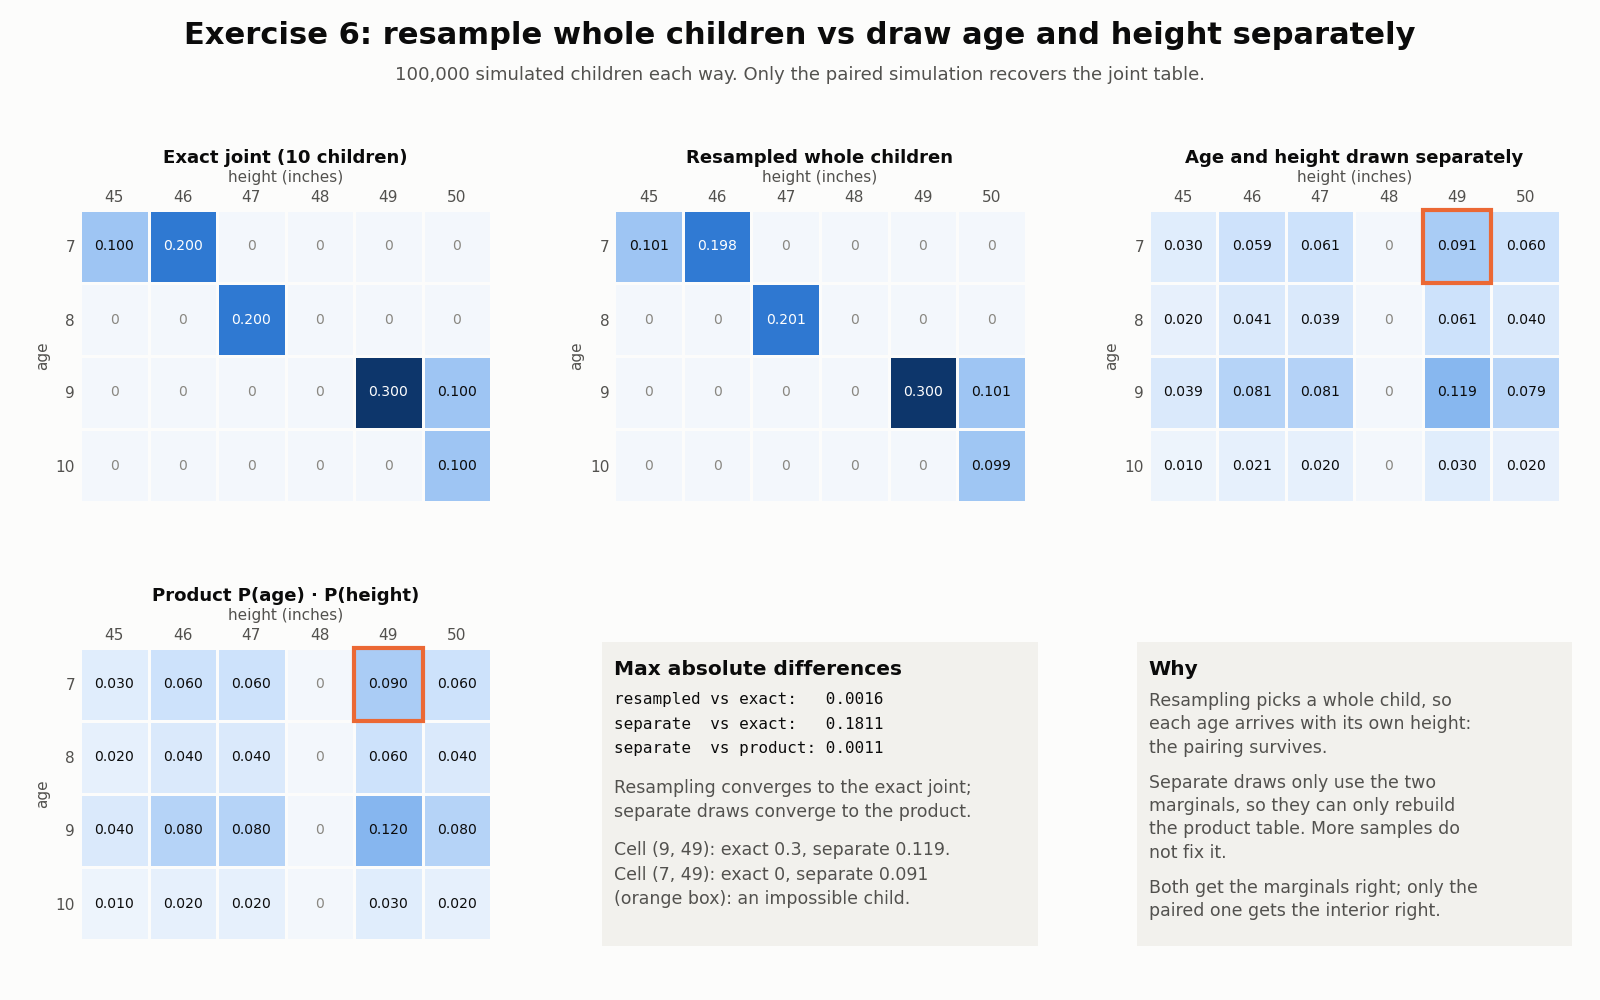 Exercise 6: resample whole children vs draw age and height separately
100,000 simulated children each way. Only the paired simulation recovers the joint table.
Exact joint (10 children)
height (inches)
45 46 47 48 49 50
age
7 0.100 0.200 0 0 0 0
8 0 0 0.200 0 0 0
9 0 0 0 0 0.300 0.100
10 0 0 0 0 0 0.100
Resampled whole children
height (inches)
45 46 47 48 49 50
age
7 0.101 0.198 0 0 0 0
8 0 0 0.201 0 0 0
9 0 0 0 0 0.300 0.101
10 0 0 0 0 0 0.099
Age and height drawn separately
height (inches)
45 46 47 48 49 50
age
7 0.030 0.059 0.061 0 0.091 0.060
8 0.020 0.041 0.039 0 0.061 0.040
9 0.039 0.081 0.081 0 0.119 0.079
10 0.010 0.021 0.020 0 0.030 0.020
Product P(age) · P(height)
height (inches)
45 46 47 48 49 50
age
7 0.030 0.060 0.060 0 0.090 0.060
8 0.020 0.040 0.040 0 0.060 0.040
9 0.040 0.080 0.080 0 0.120 0.080
10 0.010 0.020 0.020 0 0.030 0.020
Max absolute differences
resampled vs exact: 0.0016
separate vs exact: 0.1811
separate vs product: 0.0011
Resampling converges to the exact joint;
separate draws converge to the product.
Cell (9, 49): exact 0.3, separate 0.119.
Cell (7, 49): exact 0, separate 0.091
(orange box): an impossible child.
Why
Resampling picks a whole child, so
each age arrives with its own height:
the pairing survives.
Separate draws only use the two
marginals, so they can only rebuild
the product table. More samples do
not fix it.
Both get the marginals right; only the
paired one gets the interior right.